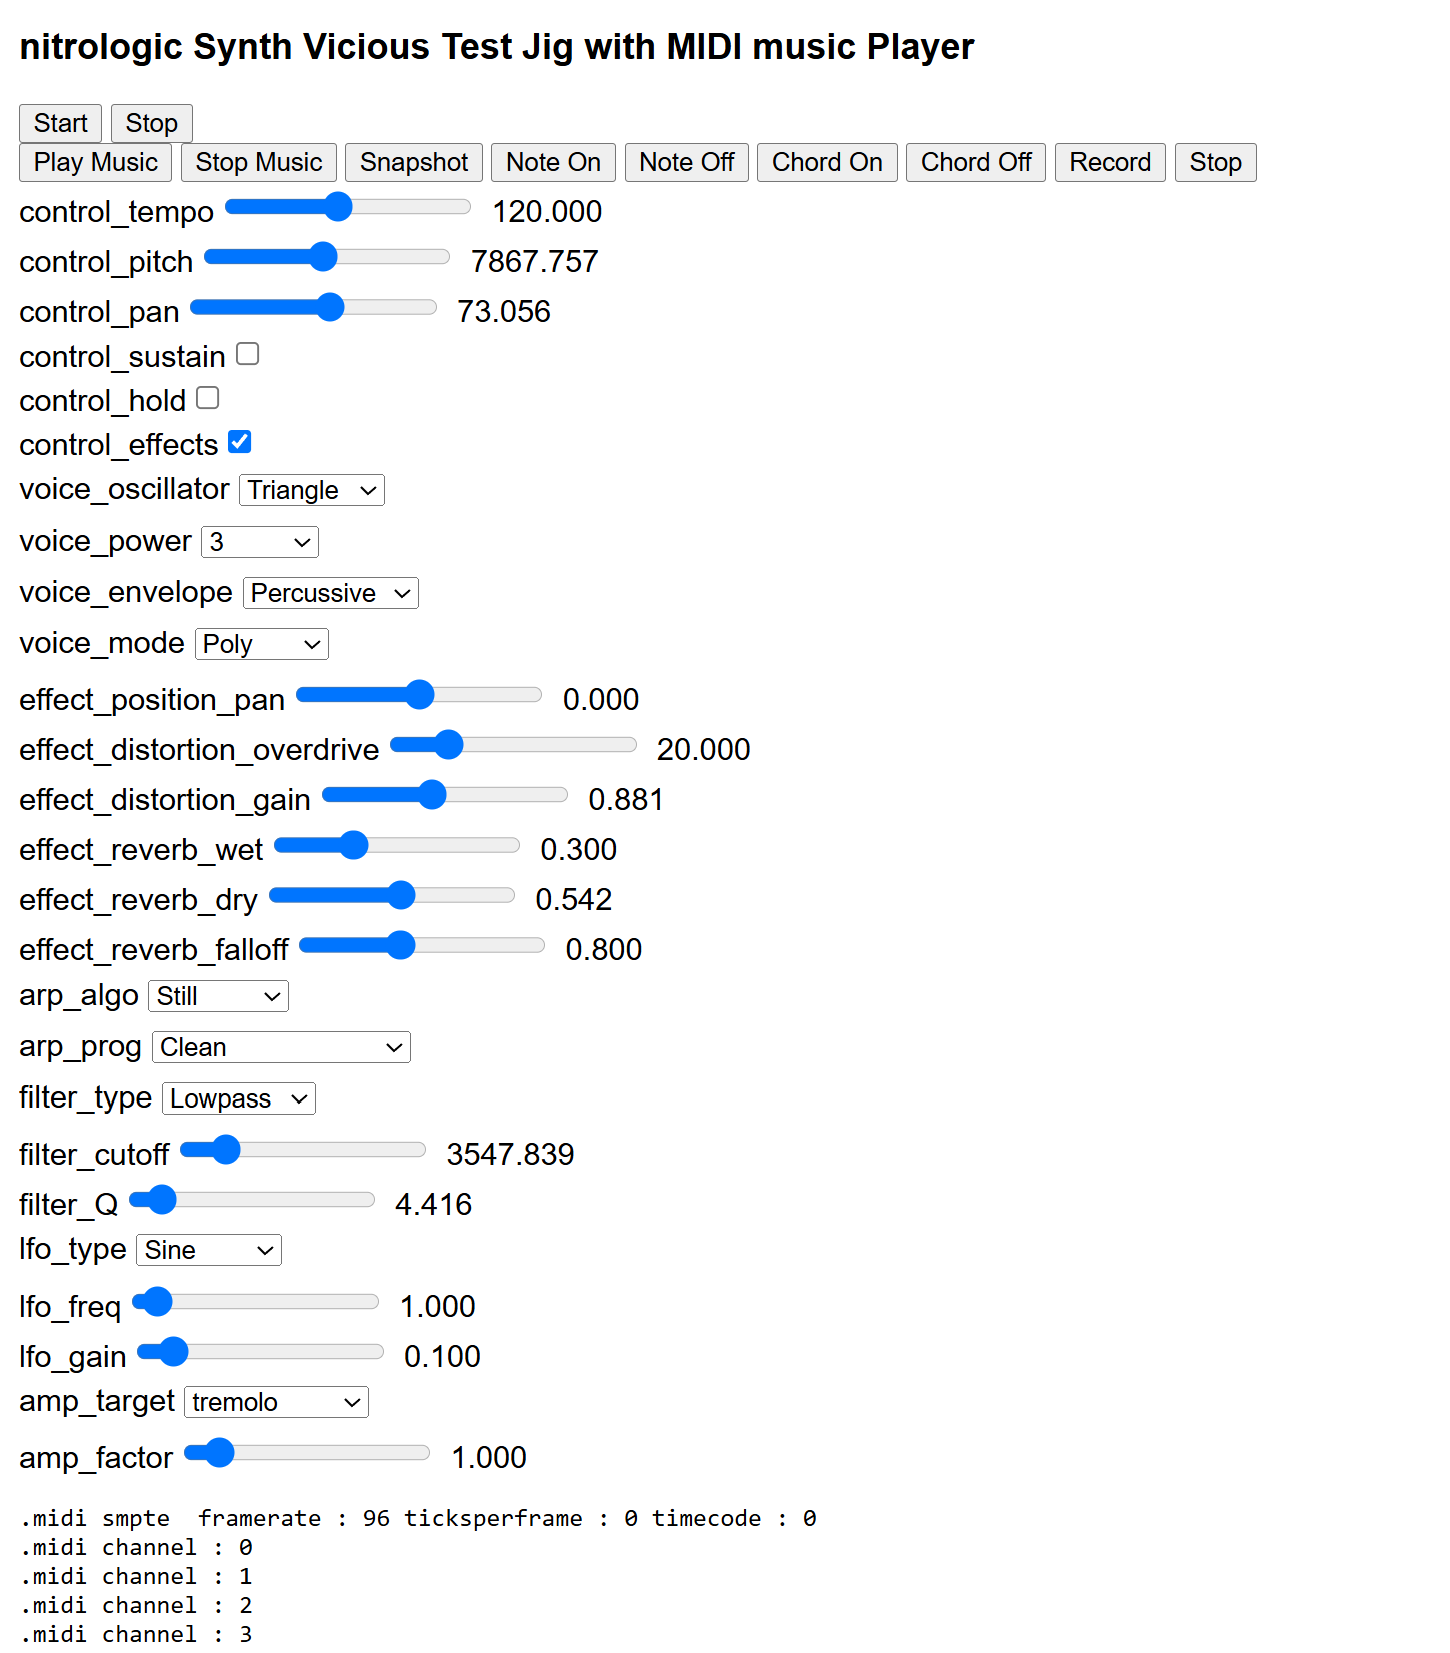 nitrologic Synth Vicious Test Jig with MIDI music Player
Start Stop
Play Music Stop Music Snapshot Note On Note Off Chord On Chord Off Record Stop
control_tempo 120.000
control_pitch 7867.757
control_pan 73.056
control_sustain
control_hold
control_effects
voice_oscillator Triangle
voice_power 3
voice_envelope Percussive
voice_mode Poly
effect_position_pan 0.000
effect_distortion_overdrive 20.000
effect_distortion_gain 0.881
effect_reverb_wet 0.300
effect_reverb_dry 0.542
effect_reverb_falloff 0.800
arp_algo Still
arp_prog Clean
filter_type Lowpass
filter_cutoff 3547.839
filter_Q 4.416
lfo_type Sine
lfo_freq 1.000
lfo_gain 0.100
amp_target tremolo
amp_factor 1.000
.midi smpte  framerate : 96 ticksperframe : 0 timecode : 0
.midi channel : 0
.midi channel : 1
.midi channel : 2
.midi channel : 3